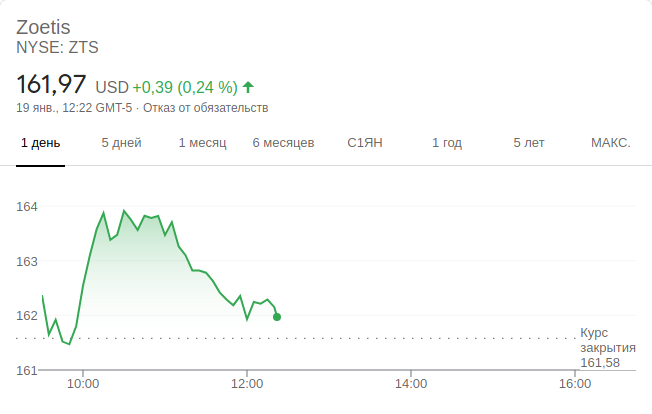 Zoetis
NYSE: ZTS
161,97 USD +0,39 (0,24 %)
19 янв., 12:22 GMT-5 · Отказ от обязательств
1 день 5 дней 1 месяц 6 месяцев С1ЯН 1 год 5 лет МАКС.
164
163
162
161
Курс
закрытия
161,58
10:00 12:00 14:00 16:00